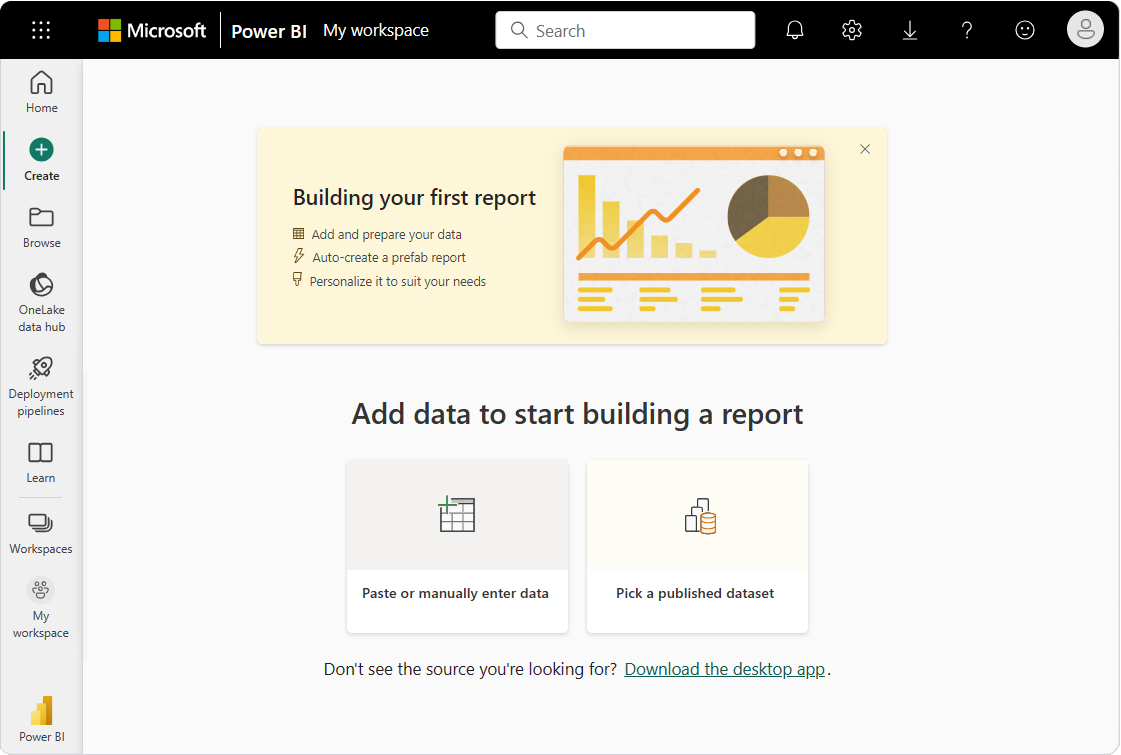 Microsoft Power BI My workspace Search
Home
Create
Browse
OneLake
data hub
Deployment
pipelines
Learn
Workspaces
My
workspace
Power BI
Building your first report
Add and prepare your data
Auto-create a prefab report
Personalize it to suit your needs
Add data to start building a report
Paste or manually enter data
Pick a published dataset
Don't see the source you're looking for? Download the desktop app.